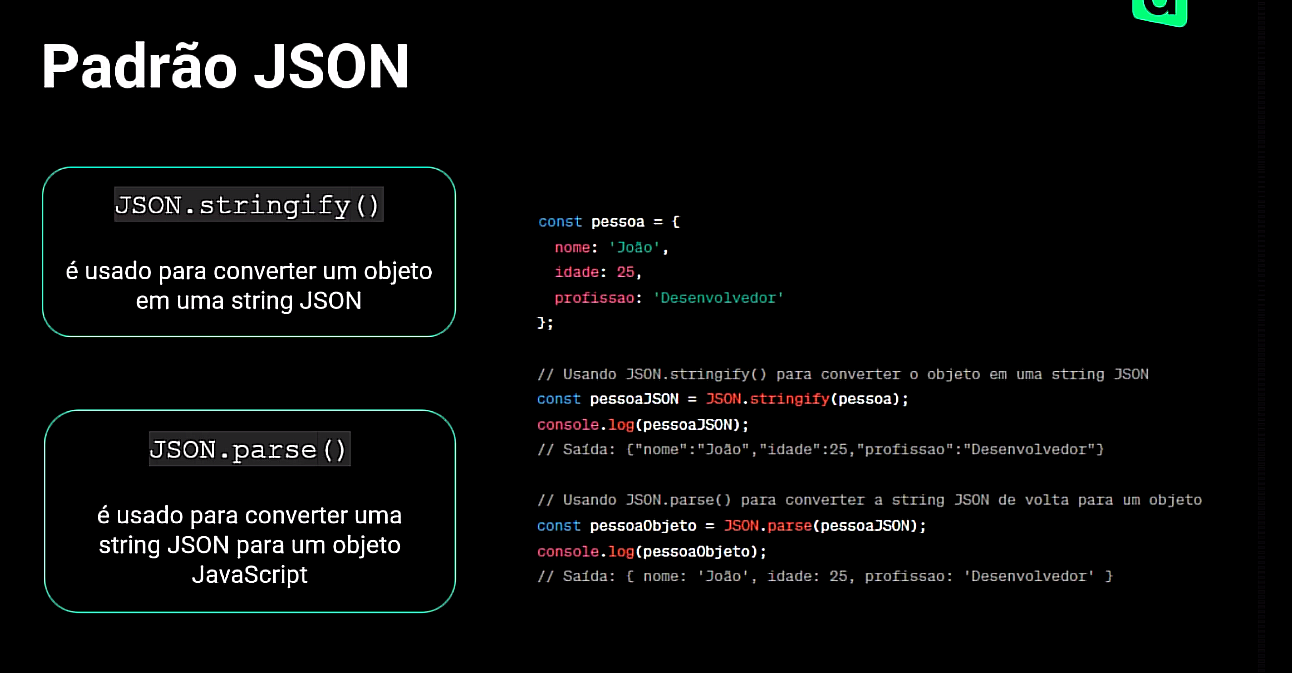 Padrão JSON
JSON.stringify()
é usado para converter um objeto
em uma string JSON
JSON.parse()
é usado para converter uma
string JSON para um objeto
JavaScript
const pessoa = {
  nome: 'João',
  idade: 25,
  profissao: 'Desenvolvedor'
};
// Usando JSON.stringify() para converter o objeto em uma string JSON
const pessoaJSON = JSON.stringify(pessoa);
console.log(pessoaJSON);
// Saída: {"nome":"João","idade":25,"profissao":"Desenvolvedor"}
// Usando JSON.parse() para converter a string JSON de volta para um objeto
const pessoaObjeto = JSON.parse(pessoaJSON);
console.log(pessoaObjeto);
// Saída: { nome: 'João', idade: 25, profissao: 'Desenvolvedor' }